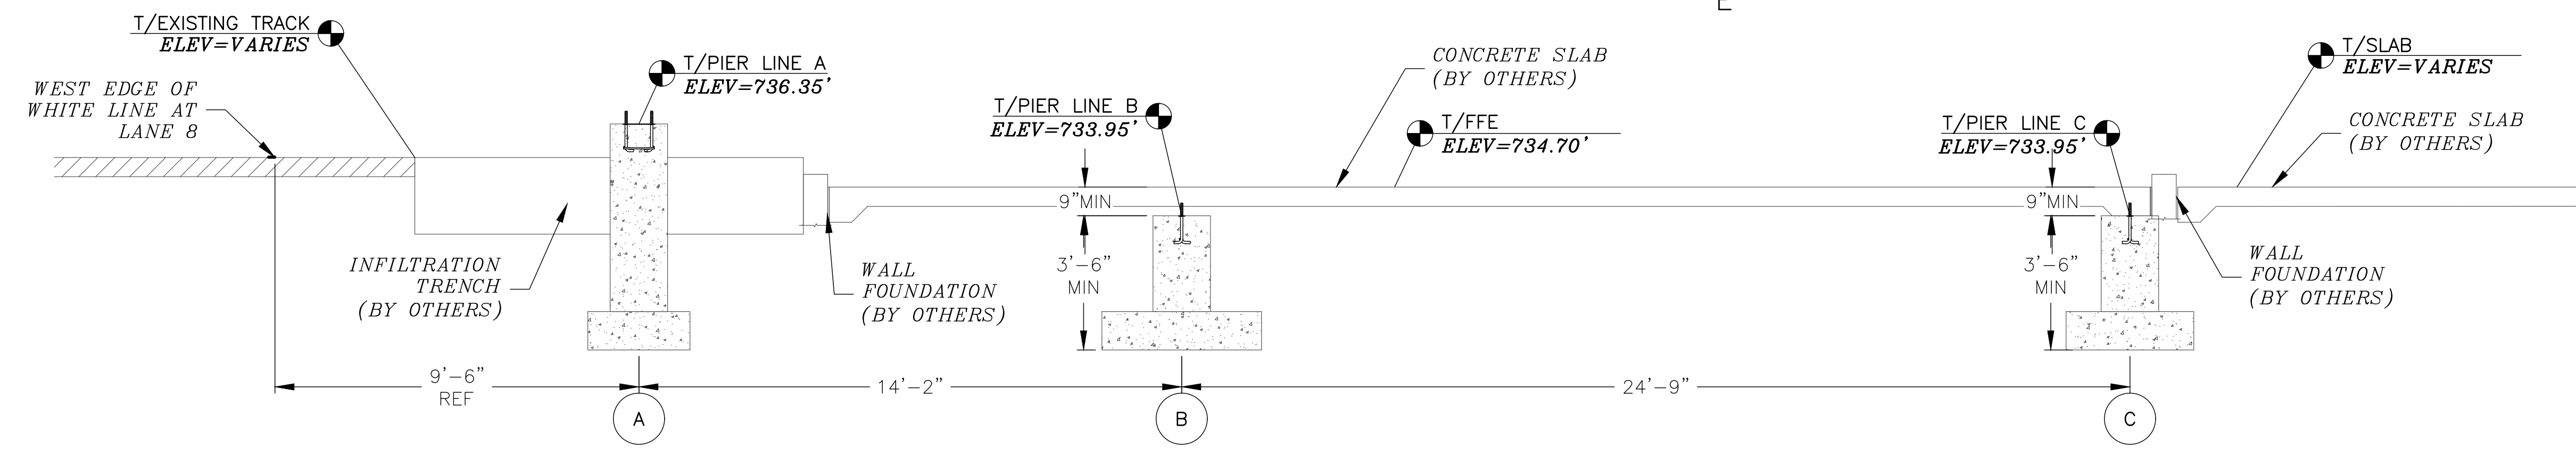 E
T/EXISTING TRACK
ELEV=VARIES
WEST EDGE OF
WHITE LINE AT
LANE 8
T/PIER LINE A
ELEV=736.35'
INFILTRATION
TRENCH
(BY OTHERS)
WALL
FOUNDATION
(BY OTHERS)
T/PIER LINE B
ELEV=733.95'
9"MIN
3'-6"
MIN
CONCRETE SLAB
(BY OTHERS)
T/FFE
ELEV=734.70'
T/PIER LINE C
ELEV=733.95'
9"MIN
3'-6"
MIN
T/SLAB
ELEV=VARIES
CONCRETE SLAB
(BY OTHERS)
WALL
FOUNDATION
(BY OTHERS)
9'-6"
REF
14'-2"
24'-9"
A
B
C